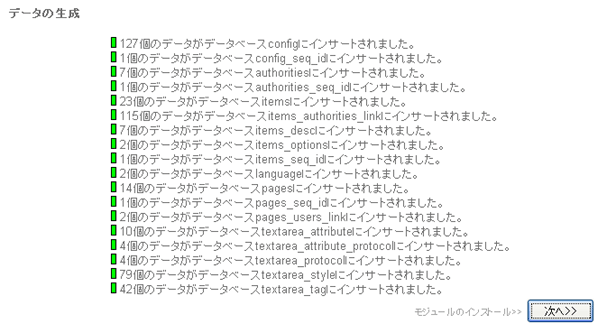 データの生成
127個のデータがデータベースconfigにインサートされました。
1個のデータがデータベースconfig_seq_idにインサートされました。
7個のデータがデータベースauthoritiesにインサートされました。
1個のデータがデータベースauthorities_seq_idにインサートされました。
23個のデータがデータベースitemsにインサートされました。
115個のデータがデータベースitems_authorities_linkにインサートされました。
7個のデータがデータベースitems_descにインサートされました。
2個のデータがデータベースitems_optionsにインサートされました。
1個のデータがデータベースitems_seq_idにインサートされました。
2個のデータがデータベースlanguageにインサートされました。
14個のデータがデータベースpagesにインサートされました。
1個のデータがデータベースpages_seq_idにインサートされました。
2個のデータがデータベースpages_users_linkにインサートされました。
10個のデータがデータベースtextarea_attributeにインサートされました。
4個のデータがデータベースtextarea_attribute_protocolにインサートされました。
4個のデータがデータベースtextarea_protocolにインサートされました。
79個のデータがデータベースtextarea_styleにインサートされました。
42個のデータがデータベースtextarea_tagにインサートされました。
モジュールのインストール>> 次へ>>